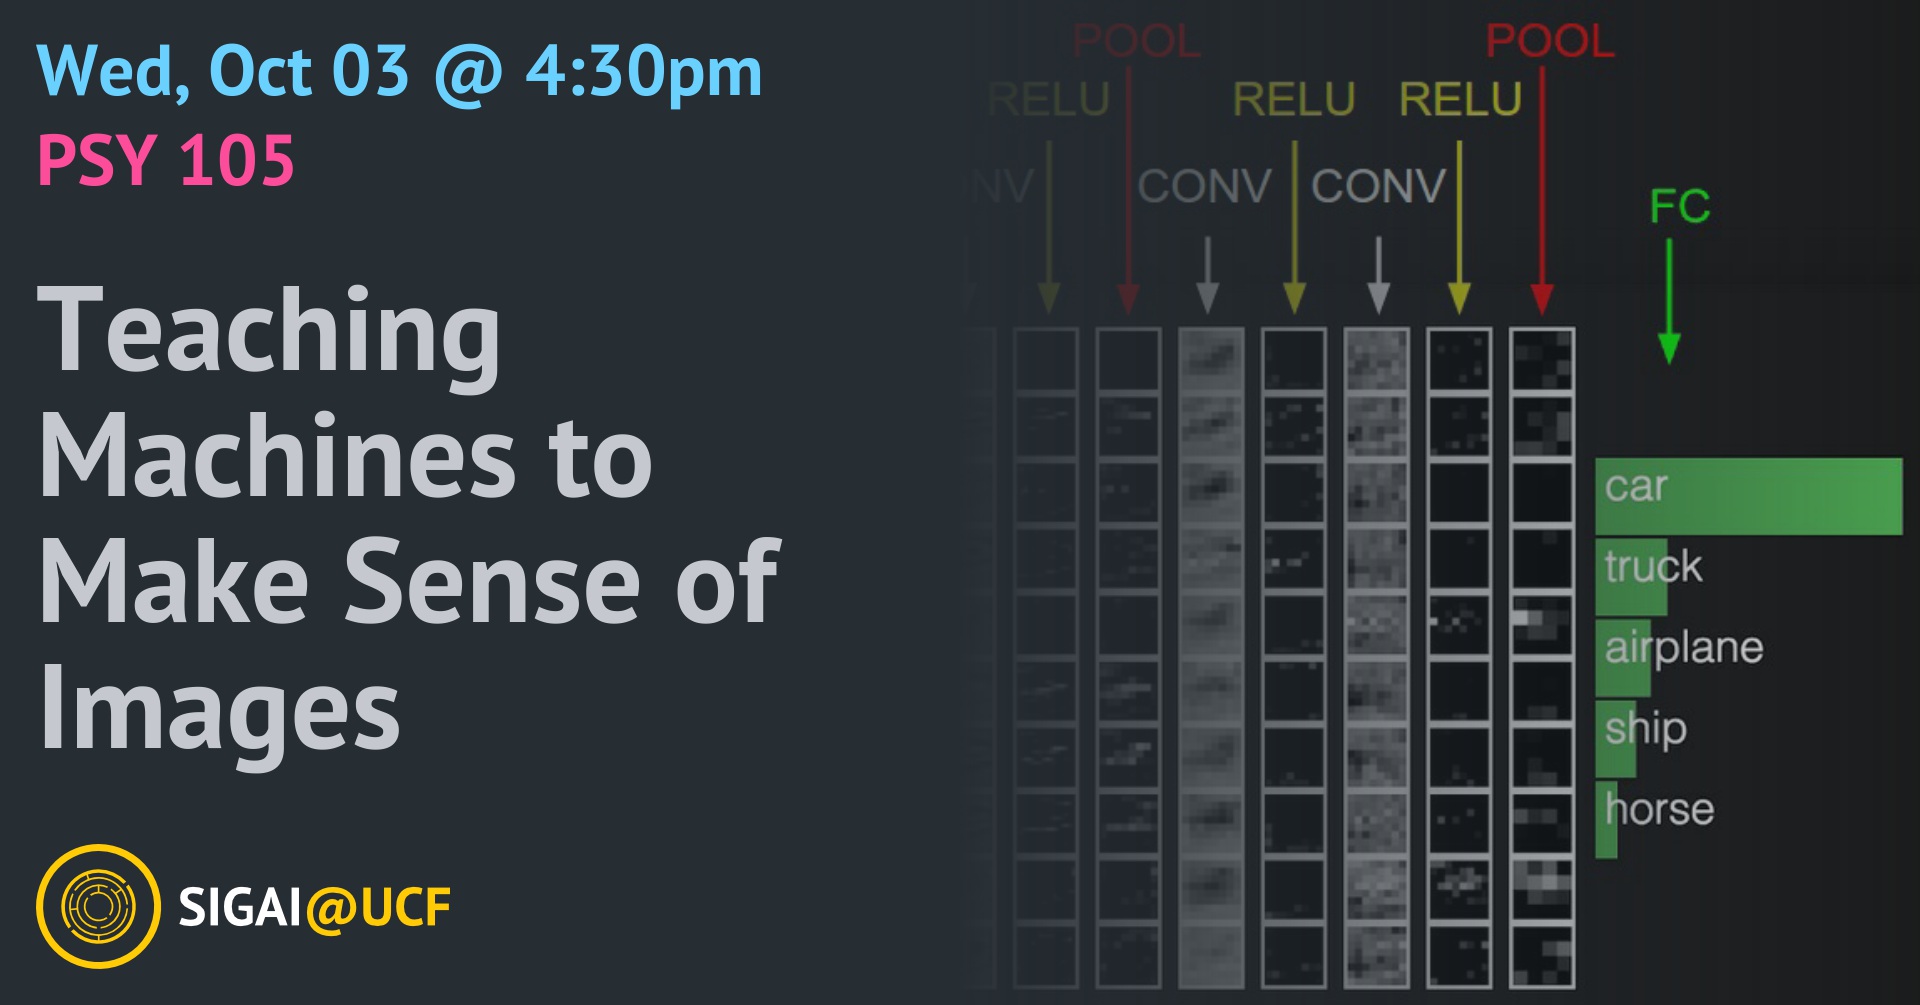 Wed, Oct 03 @ 4:30pm
PSY 105
Teaching
Machines to
Make Sense of
Images
SIGAI@UCF
POOL POOL
RELU RELU RELU
NV CONV CONV
FC
car
truck
airplane
ship
horse